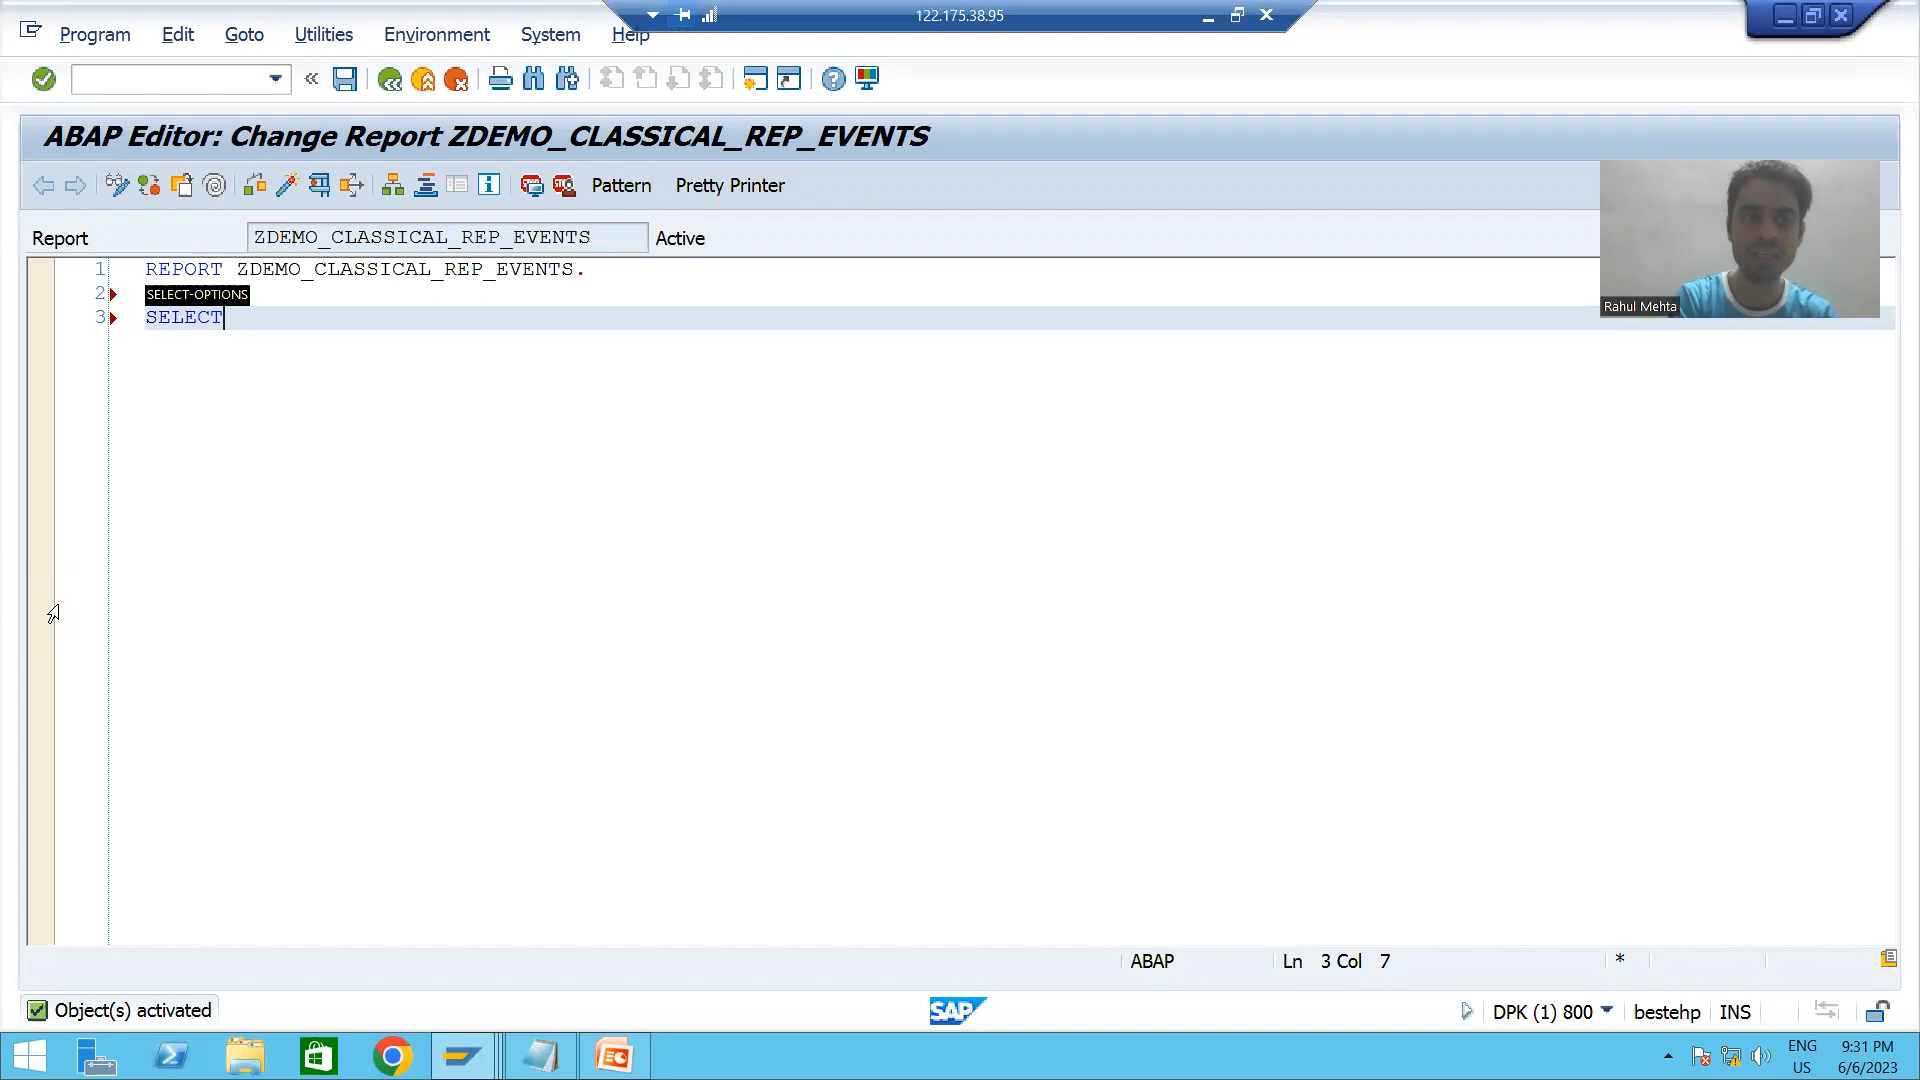 122.175.38.95
Program Edit Goto Utilities Environment System Help
ABAP Editor: Change Report ZDEMO_CLASSICAL_REP_EVENTS
Pattern Pretty Printer
Report ZDEMO_CLASSICAL_REP_EVENTS Active
1 REPORT ZDEMO_CLASSICAL_REP_EVENTS.
2 SELECT-OPTIONS
3 SELECT
Rahul Mehta
ABAP Ln 3 Col 7 *
Object(s) activated
SAP
DPK (1) 800 bestehp INS
ENG 9:31 PM
US 6/6/2023